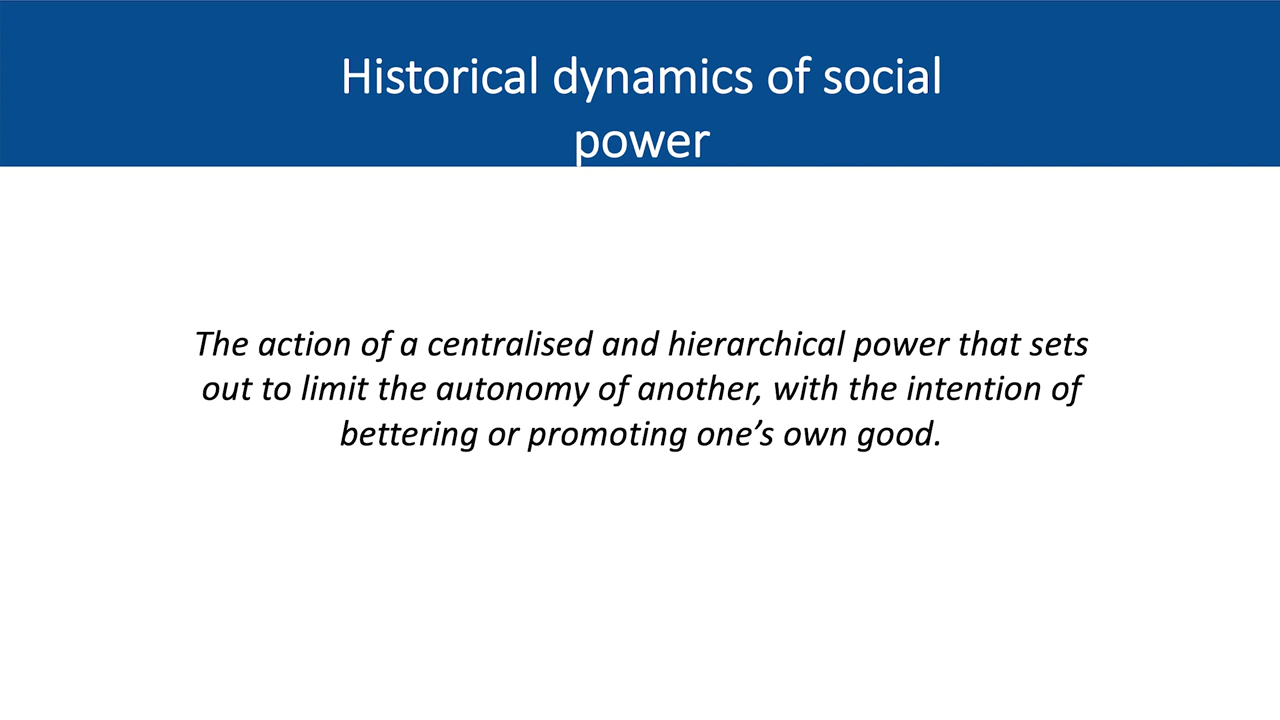 Historical dynamics of social
power
The action of a centralised and hierarchical power that sets
out to limit the autonomy of another, with the intention of
bettering or promoting one’s own good.